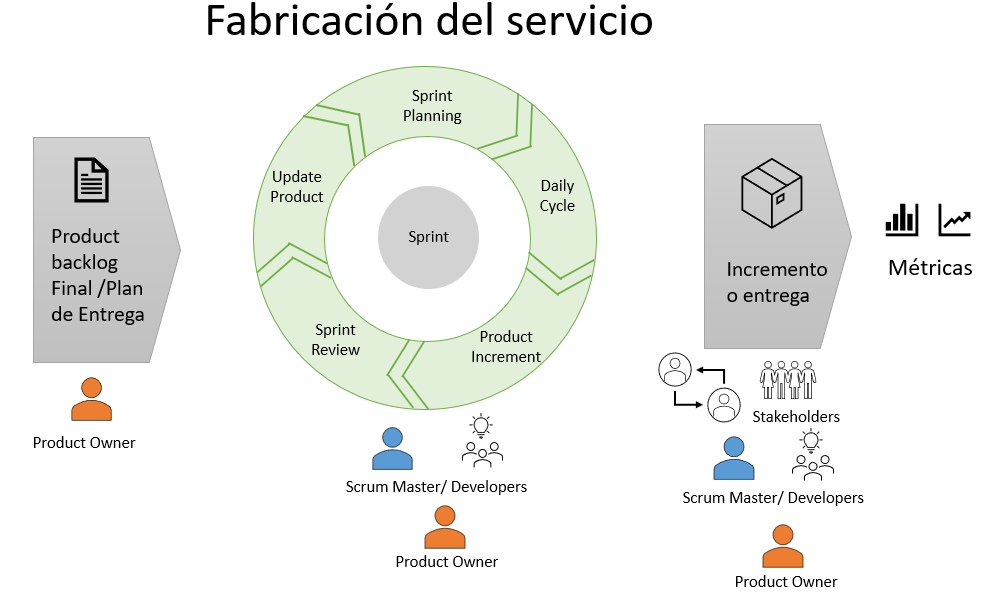 Fabricación del servicio
Product
backlog
Final /Plan
de Entrega
Product Owner
Sprint
Planning
Daily
Cycle
Product
Increment
Sprint
Review
Update
Product
Sprint
Scrum Master/ Developers
Product Owner
Incremento
o entrega
Métricas
Stakeholders
Scrum Master/ Developers
Product Owner